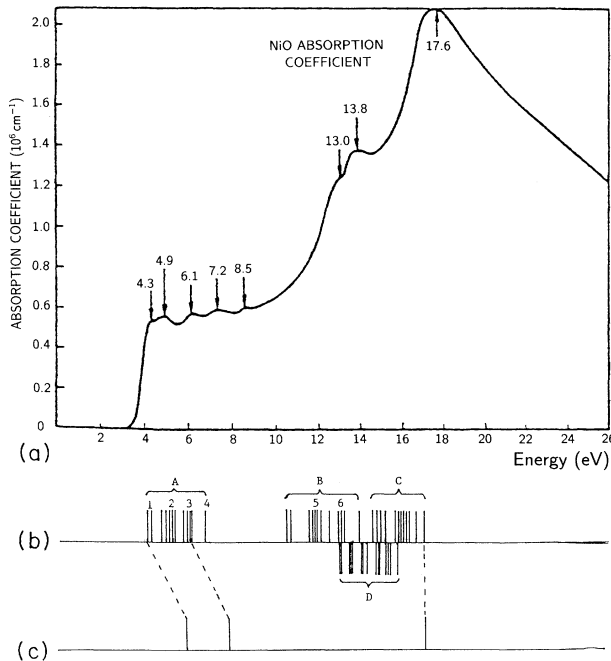 2.0
NiO ABSORPTION
COEFFICIENT
17.6
1.6
13.8
13.0
1.2
ABSORPTION COEFFICIENT (10⁶ cm⁻¹)
0.8
4.9
4.3
6.1
7.2
8.5
0.6
0.4
0.2
0
2 4 6 8 10 12 14 16 18 20 22 24 26
(a)
Energy (eV)
A B C
1 2 3 4 5 6
(b)
D
(c)
1.8
1.4
1.0